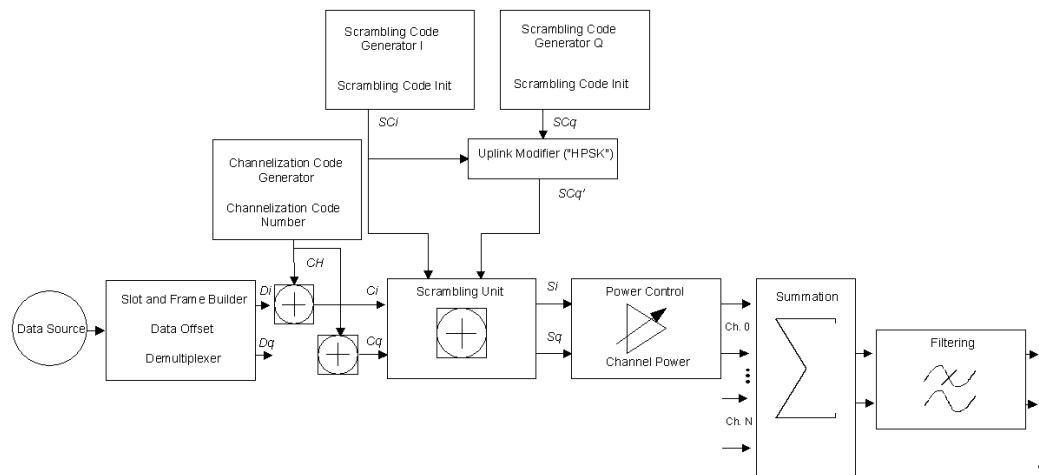 Scrambling Code
Generator I
Scrambling Code Init
Scrambling Code
Generator Q
Scrambling Code Init
SCi
SCq
Uplink Modifier ("HPSK")
SCq'
Channelization Code
Generator
Channelization Code
Number
CH
Data Source
Slot and Frame Builder
Data Offset
Demultiplexer
Di
Dq
Ci
Cq
Scrambling Unit
Si
Sq
Power Control
Channel Power
Ch. 0
Ch. N
Summation
Filtering